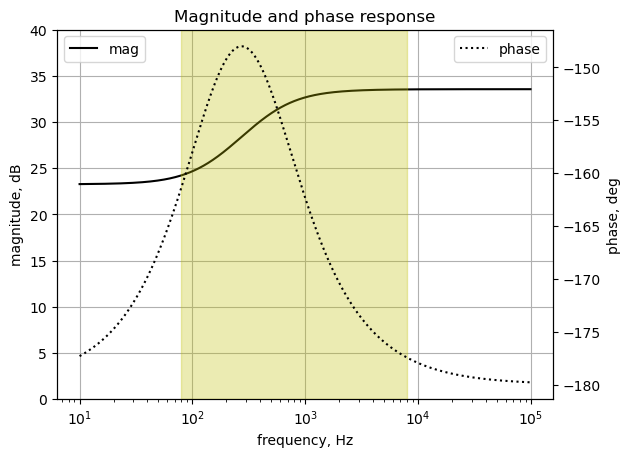 Magnitude and phase response
mag
phase
magnitude, dB
40
35
30
25
20
15
10
5
0
−150
−155
−160
−165
−170
−175
−180
phase, deg
10¹ 10² 10³ 10⁴ 10⁵
frequency, Hz